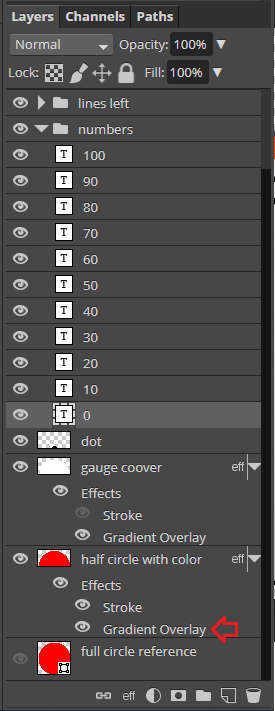 Layers Channels Paths
Normal Opacity: 100%
Lock: Fill: 100%
lines left
numbers
T 100
T 90
T 80
T 70
T 60
T 50
T 40
T 30
T 20
T 10
T 0
dot
gauge coover eff
Effects
Stroke
Gradient Overlay
half circle with color eff
Effects
Stroke
Gradient Overlay
full circle reference
eff